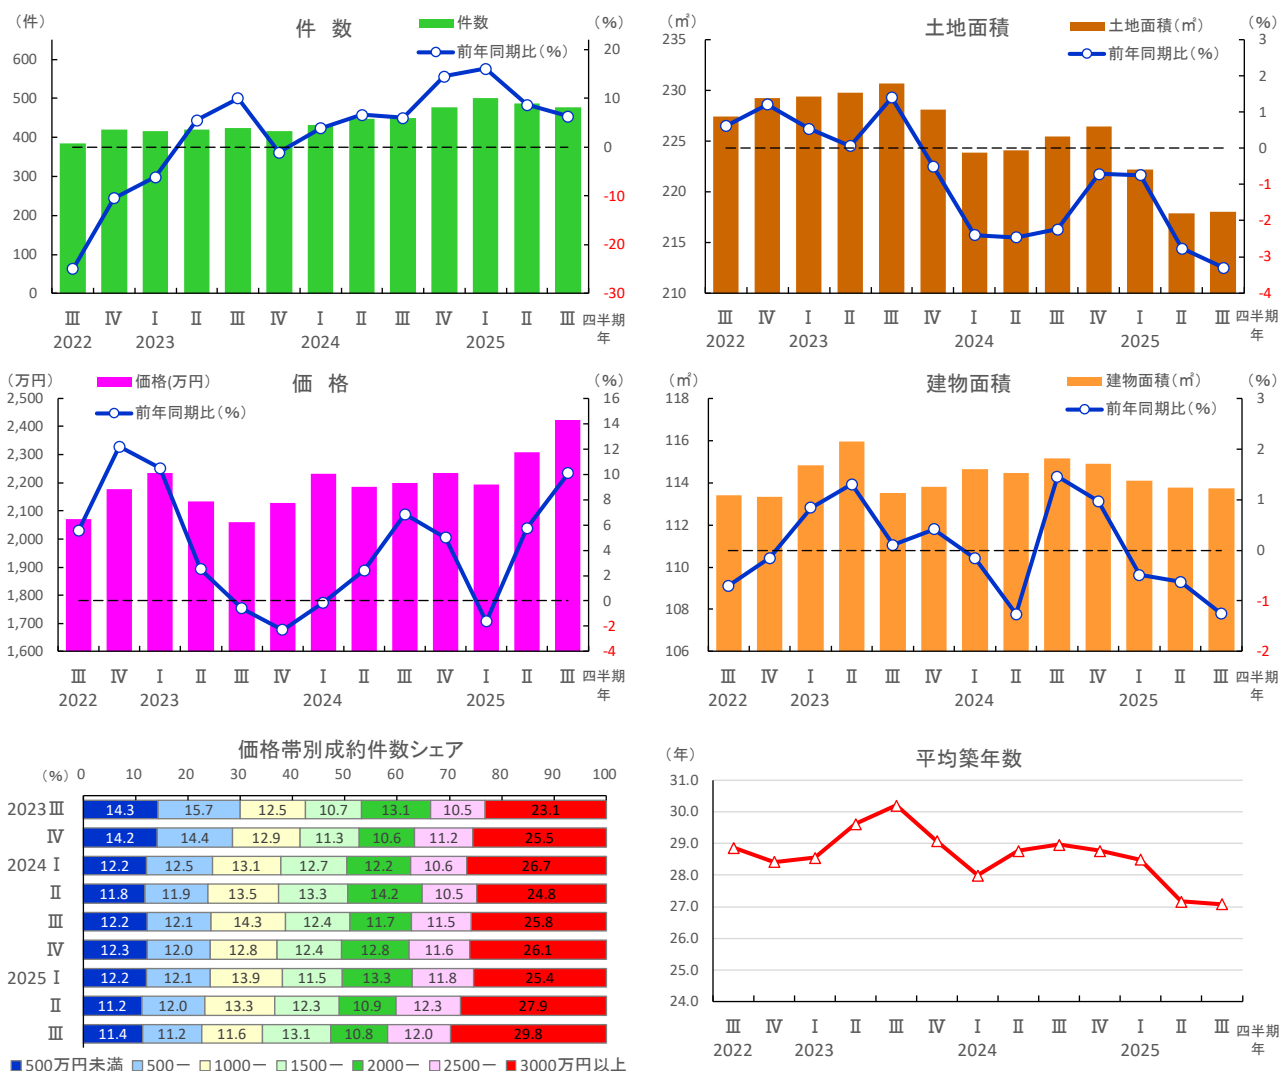 (件)
件　数
件数
前年同期比(%)
(%)
600
500
400
300
200
100
0
20
10
0
-10
-20
-30
Ⅲ Ⅳ Ⅰ Ⅱ Ⅲ Ⅳ Ⅰ Ⅱ Ⅲ Ⅳ Ⅰ Ⅱ Ⅲ 四半期
2022 2023 2024 2025 年
(㎡)
土地面積
土地面積(㎡)
前年同期比(%)
(%)
235
230
225
220
215
210
3
2
1
0
-1
-2
-3
-4
Ⅲ Ⅳ Ⅰ Ⅱ Ⅲ Ⅳ Ⅰ Ⅱ Ⅲ Ⅳ Ⅰ Ⅱ Ⅲ 四半期
2022 2023 2024 2025 年
(万円)
価格(万円)
前年同期比(%)
価　格
(%)
2,500
2,400
2,300
2,200
2,100
2,000
1,900
1,800
1,700
1,600
16
14
12
10
8
6
4
2
0
-2
-4
Ⅲ Ⅳ Ⅰ Ⅱ Ⅲ Ⅳ Ⅰ Ⅱ Ⅲ Ⅳ Ⅰ Ⅱ Ⅲ 四半期
2022 2023 2024 2025 年
(㎡)
建物面積
建物面積(㎡)
前年同期比(%)
(%)
118
116
114
112
110
108
106
3
2
1
0
-1
-2
Ⅲ Ⅳ Ⅰ Ⅱ Ⅲ Ⅳ Ⅰ Ⅱ Ⅲ Ⅳ Ⅰ Ⅱ Ⅲ 四半期
2022 2023 2024 2025 年
価格帯別成約件数シェア
(%) 0 10 20 30 40 50 60 70 80 90 100
2023 Ⅲ 14.3 15.7 12.5 10.7 13.1 10.5 23.1
Ⅳ 14.2 14.4 12.9 11.3 10.6 11.2 25.5
2024 Ⅰ 12.2 12.5 13.1 12.7 12.2 10.6 26.7
Ⅱ 11.8 11.9 13.5 13.3 14.2 10.5 24.8
Ⅲ 12.2 12.1 14.3 12.4 11.7 11.5 25.8
Ⅳ 12.3 12.0 12.8 12.4 12.8 11.6 26.1
2025 Ⅰ 12.2 12.1 13.9 11.5 13.3 11.8 25.4
Ⅱ 11.2 12.0 13.3 12.3 10.9 12.3 27.9
Ⅲ 11.4 11.2 11.6 13.1 10.8 12.0 29.8
500万円未満 500ー 1000ー 1500ー 2000ー 2500ー 3000万円以上
(年)
平均築年数
31.0
30.0
29.0
28.0
27.0
26.0
25.0
24.0
Ⅲ Ⅳ Ⅰ Ⅱ Ⅲ Ⅳ Ⅰ Ⅱ Ⅲ Ⅳ Ⅰ Ⅱ Ⅲ 四半期
2022 2023 2024 2025 年